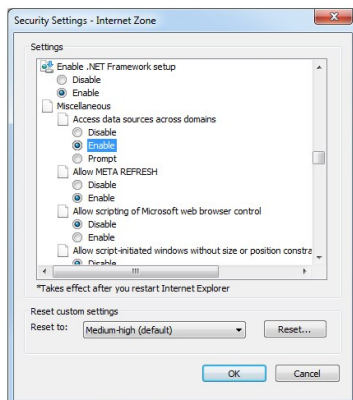 Security Settings - Internet Zone
Settings
Enable .NET Framework setup
Disable
Enable
Miscellaneous
Access data sources across domains
Disable
Enable
Prompt
Allow META REFRESH
Disable
Enable
Allow scripting of Microsoft web browser control
Disable
Enable
Allow script-initiated windows without size or position constra
Disable
*Takes effect after you restart Internet Explorer
Reset custom settings
Reset to: Medium-high (default) Reset...
OK Cancel